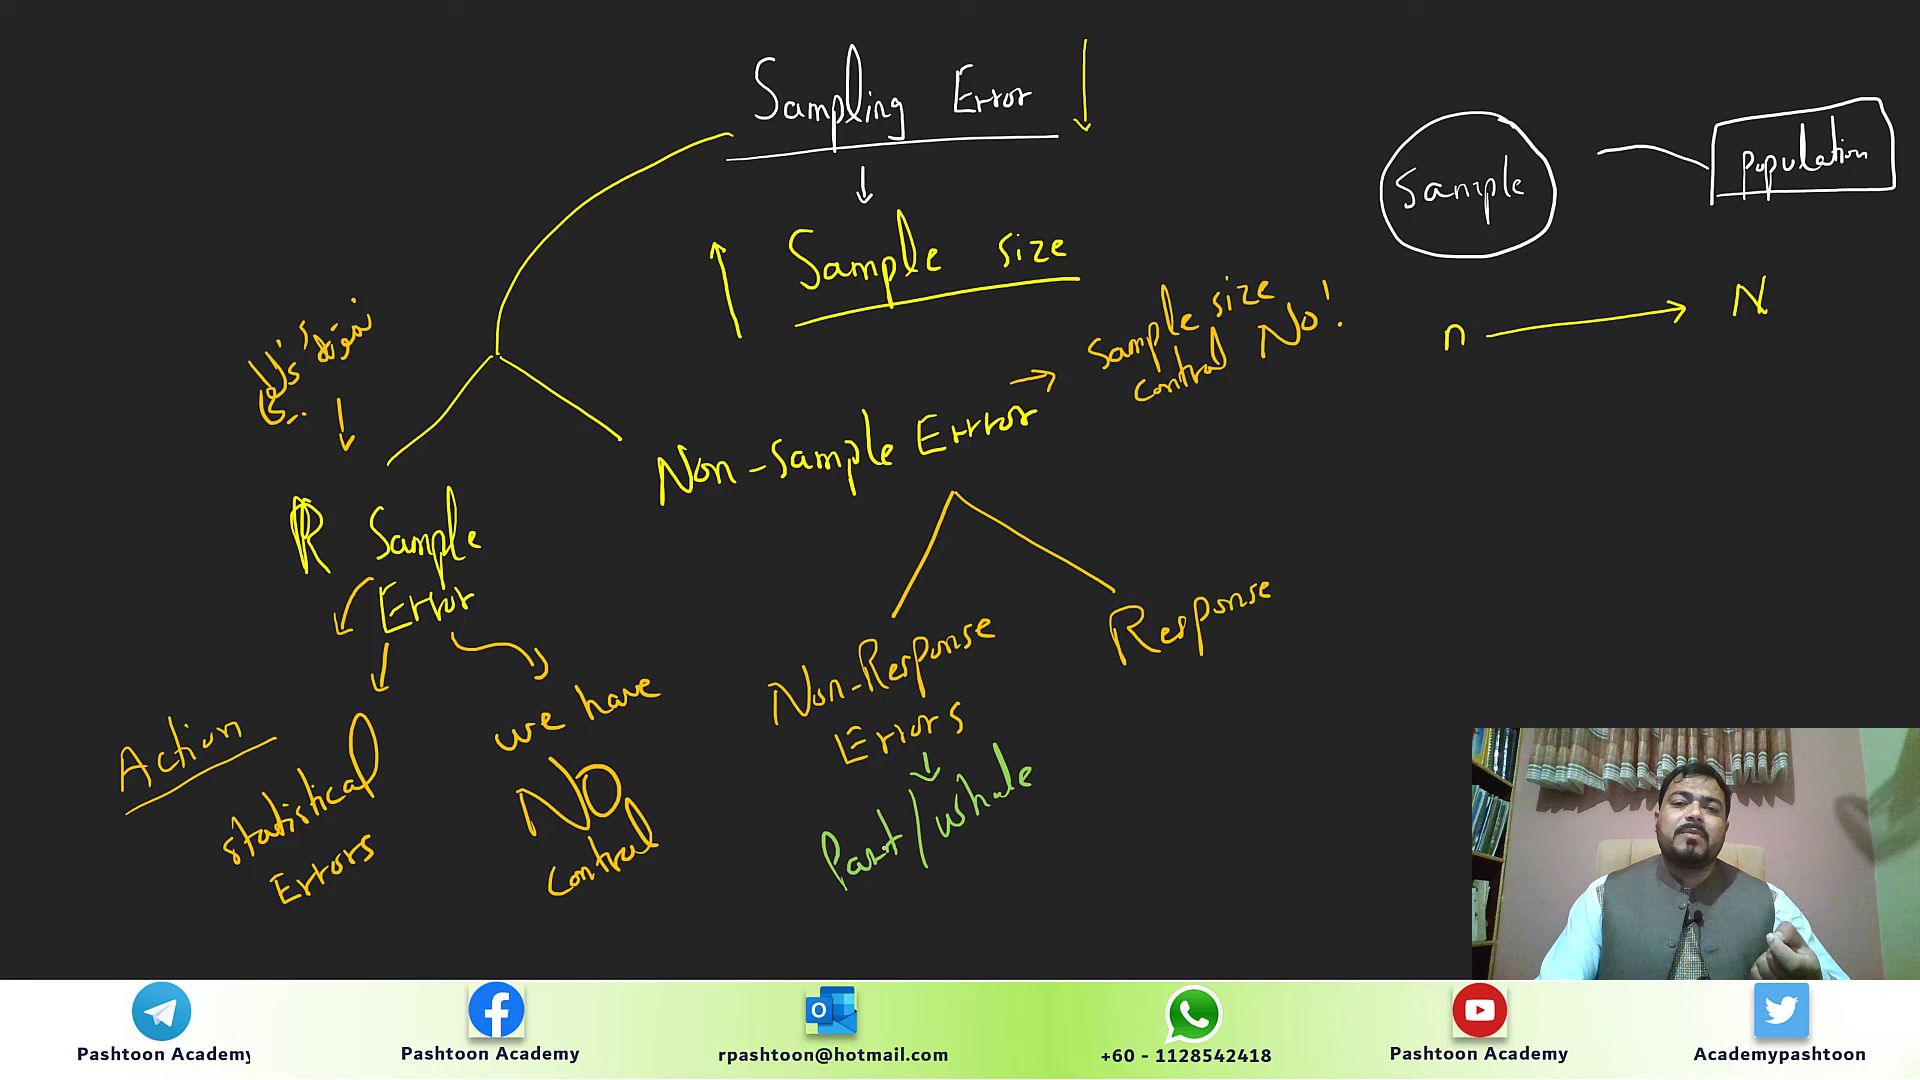 Sampling Error
Sample size
Sample
Population
n
N
Sample size
control No!
Non-Sample Error
R Sample
Error
Action
statistical
Errors
we have
NO
control
Non-Response
Errors
Part/whole
Response
Pashtoon Academy
Pashtoon Academy
rpashtoon@hotmail.com
+60 - 1128542418
Pashtoon Academy
Academypashtoon